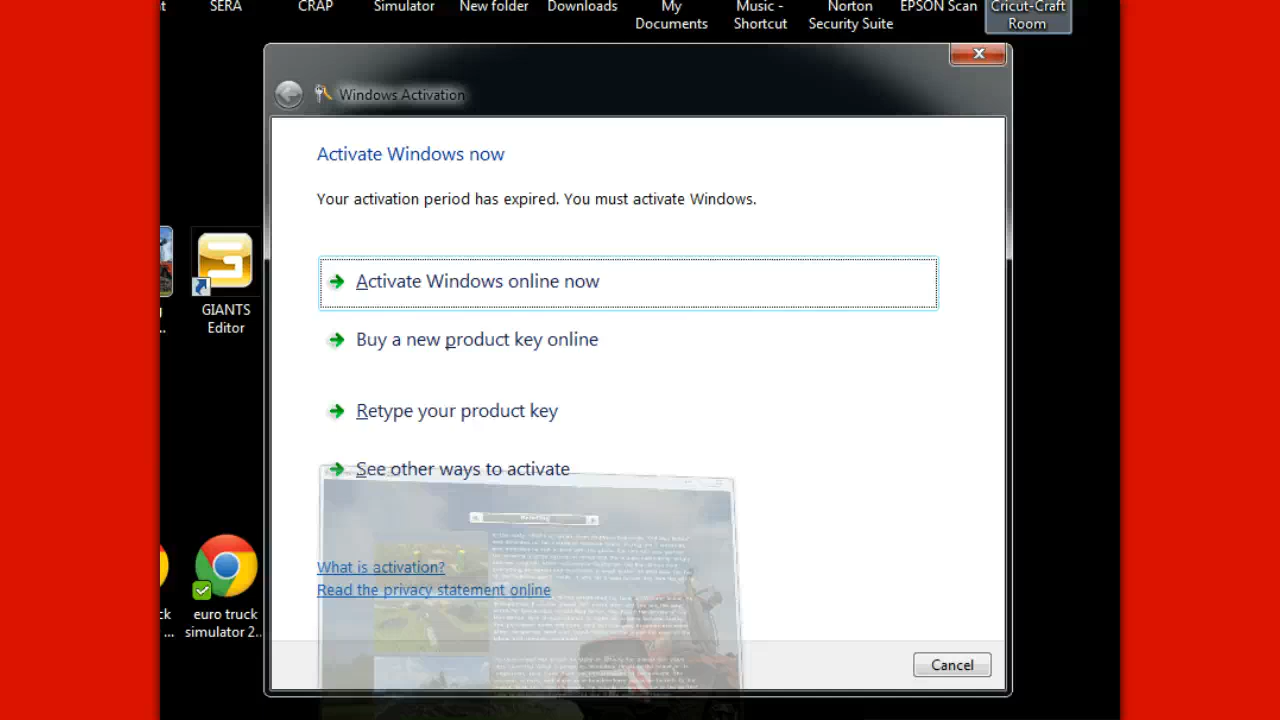 SERA
CRAP
Simulator
New folder
Downloads
My
Documents
Music -
Shortcut
Norton
Security Suite
EPSON Scan
Cricut-Craft
Room
Windows Activation
Activate Windows now
Your activation period has expired. You must activate Windows.
Activate Windows online now
GIANTS
Editor
Buy a new product key online
Retype your product key
See other ways to activate
What is activation?
Read the privacy statement online
euro truck
simulator 2...
Cancel